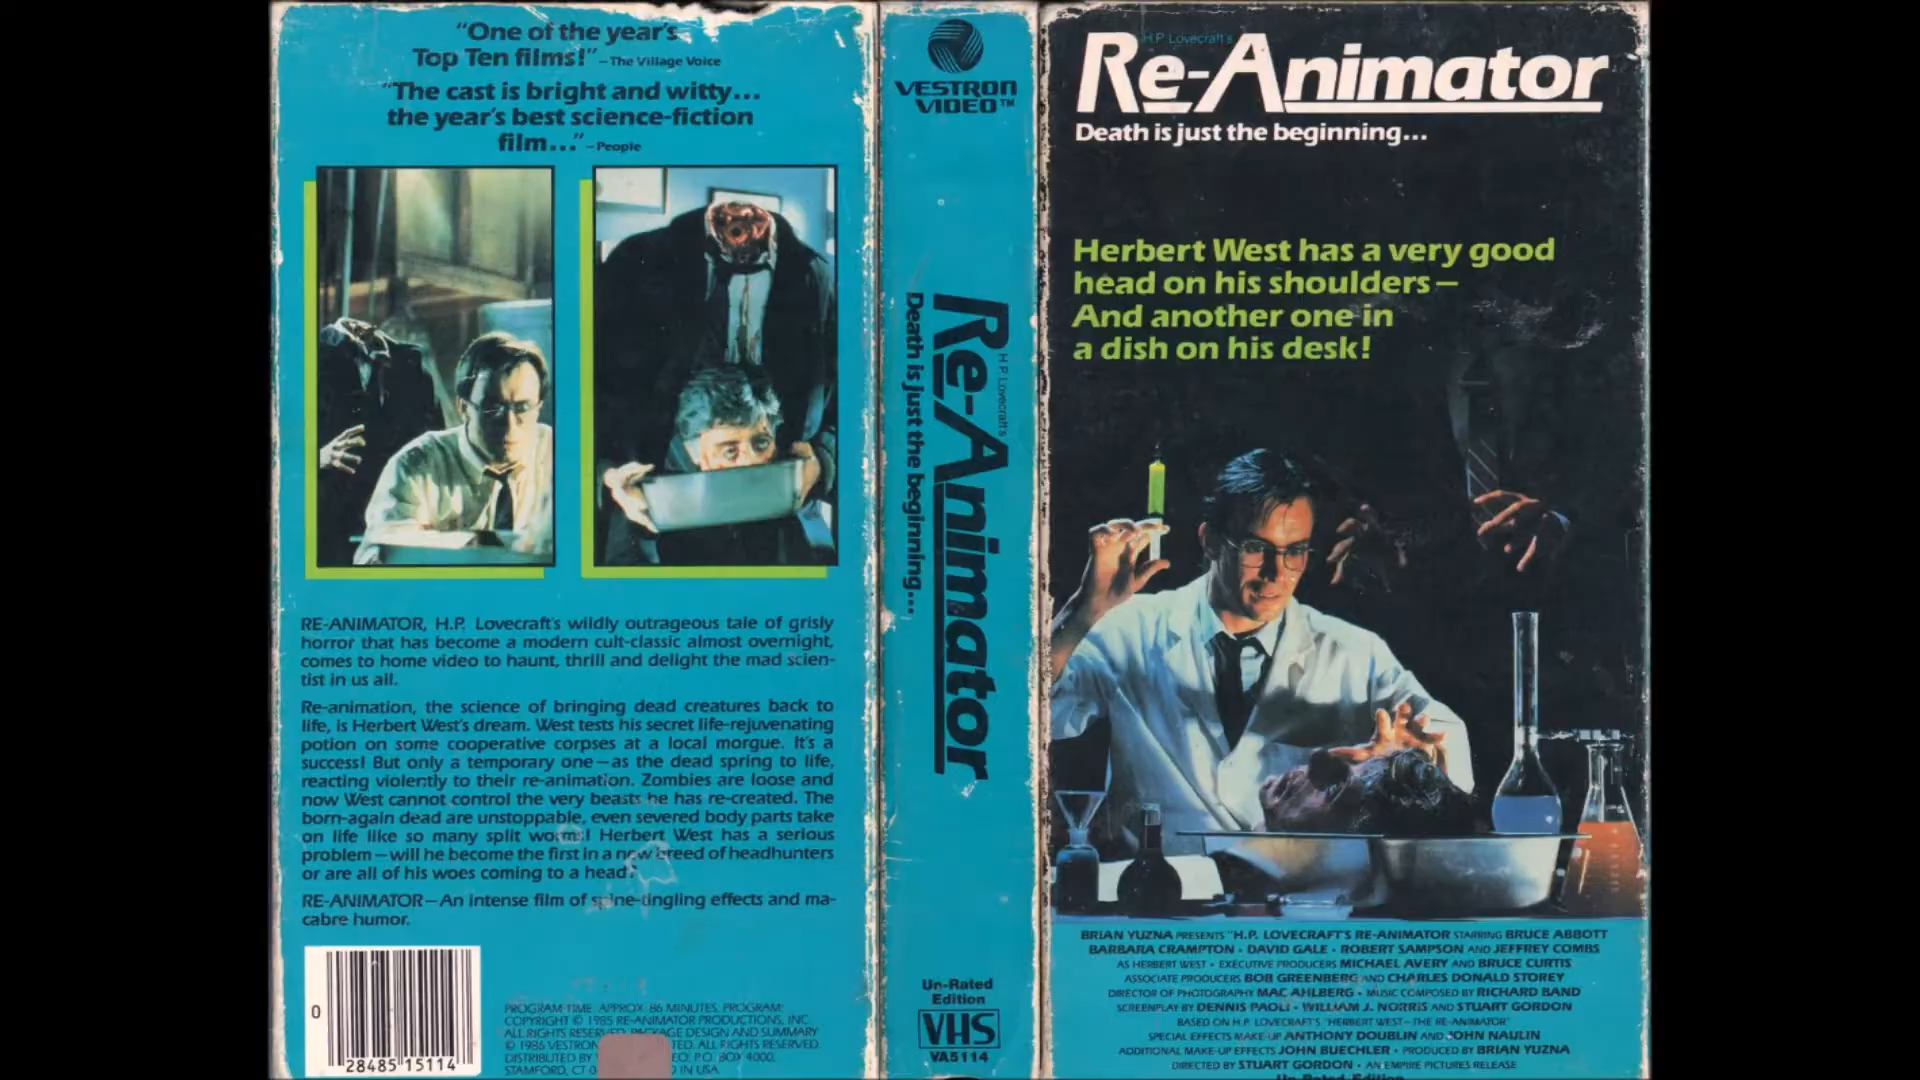 "One of the year's
Top Ten films!" – The Village Voice
"The cast is bright and witty...
the year's best science-fiction
film..." – People
RE-ANIMATOR, H.P. Lovecraft's wildly outrageous tale of grisly
horror that has become a modern cult-classic almost overnight,
comes to home video to haunt, thrill and delight the mad scien-
tist in us all.
Re-animation, the science of bringing dead creatures back to
life, is Herbert West's dream. West tests his secret life-rejuvenating
potion on some cooperative corpses at a local morgue. It's a
success! But only a temporary one—as the dead spring to life,
reacting violently to their re-animation. Zombies are loose and
now West cannot control the very beasts he has re-created. The
born-again dead are unstoppable, even severed body parts take
on life like so many split worms! Herbert West has a serious
problem—will he become the first in a new breed of headhunters
or are all of his woes coming to a head?
RE-ANIMATOR—An intense film of spine-tingling effects and ma-
cabre humor.
0
28485 15114
PROGRAM TIME: APPROX. 86 MINUTES. PROGRAM:
COPYRIGHT © 1985 RE-ANIMATOR PRODUCTIONS, INC.
ALL RIGHTS RESERVED. PACKAGE DESIGN AND SUMMARY
© 1986 VESTRON ALL RIGHTS RESERVED.
DISTRIBUTED BY P.O. BOX 4000,
STAMFORD, CT IN USA
VESTRON
VIDEO™
H.P. Lovecraft's
Re-Animator
Death is just the beginning...
Un-Rated
Edition
VHS
VA5114
H.P. Lovecraft's
Re-Animator
Death is just the beginning...
Herbert West has a very good
head on his shoulders—
And another one in
a dish on his desk!
BRIAN YUZNA PRESENTS "H.P. LOVECRAFT'S RE-ANIMATOR STARRING BRUCE ABBOTT
BARBARA CRAMPTON • DAVID GALE • ROBERT SAMPSON AND JEFFREY COMBS
AS HERBERT WEST • EXECUTIVE PRODUCERS MICHAEL AVERY AND BRUCE CURTIS
ASSOCIATE PRODUCERS BOB GREENBERG AND CHARLES DONALD STOREY
DIRECTOR OF PHOTOGRAPHY MAC AHLBERG • MUSIC COMPOSED BY RICHARD BAND
SCREENPLAY BY DENNIS PAOLI • WILLIAM J. NORRIS AND STUART GORDON
BASED ON H.P. LOVECRAFT'S "HERBERT WEST—THE RE-ANIMATOR"
SPECIAL EFFECTS MAKE-UP ANTHONY DOUBLIN AND JOHN NAULIN
ADDITIONAL MAKE-UP EFFECTS JOHN BUECHLER • PRODUCED BY BRIAN YUZNA
DIRECTED BY STUART GORDON • AN EMPIRE PICTURES RELEASE
Un-Rated Edition